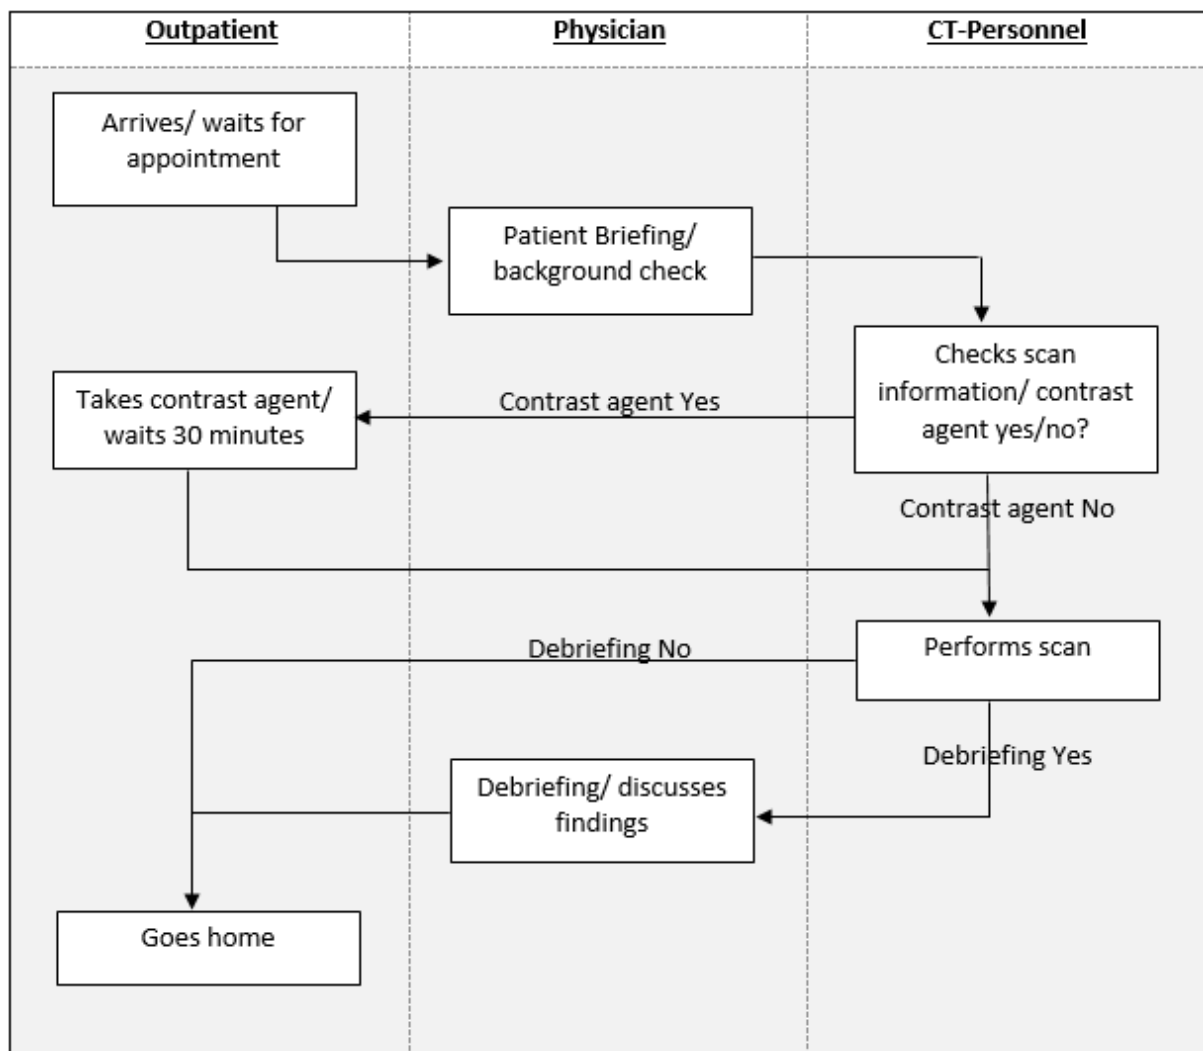 Outpatient
Physician
CT-Personnel
Arrives/ waits for
appointment
Patient Briefing/
background check
Checks scan
information/ contrast
agent yes/no?
Takes contrast agent/
waits 30 minutes
Contrast agent Yes
Contrast agent No
Performs scan
Debriefing No
Debriefing Yes
Debriefing/ discusses
findings
Goes home